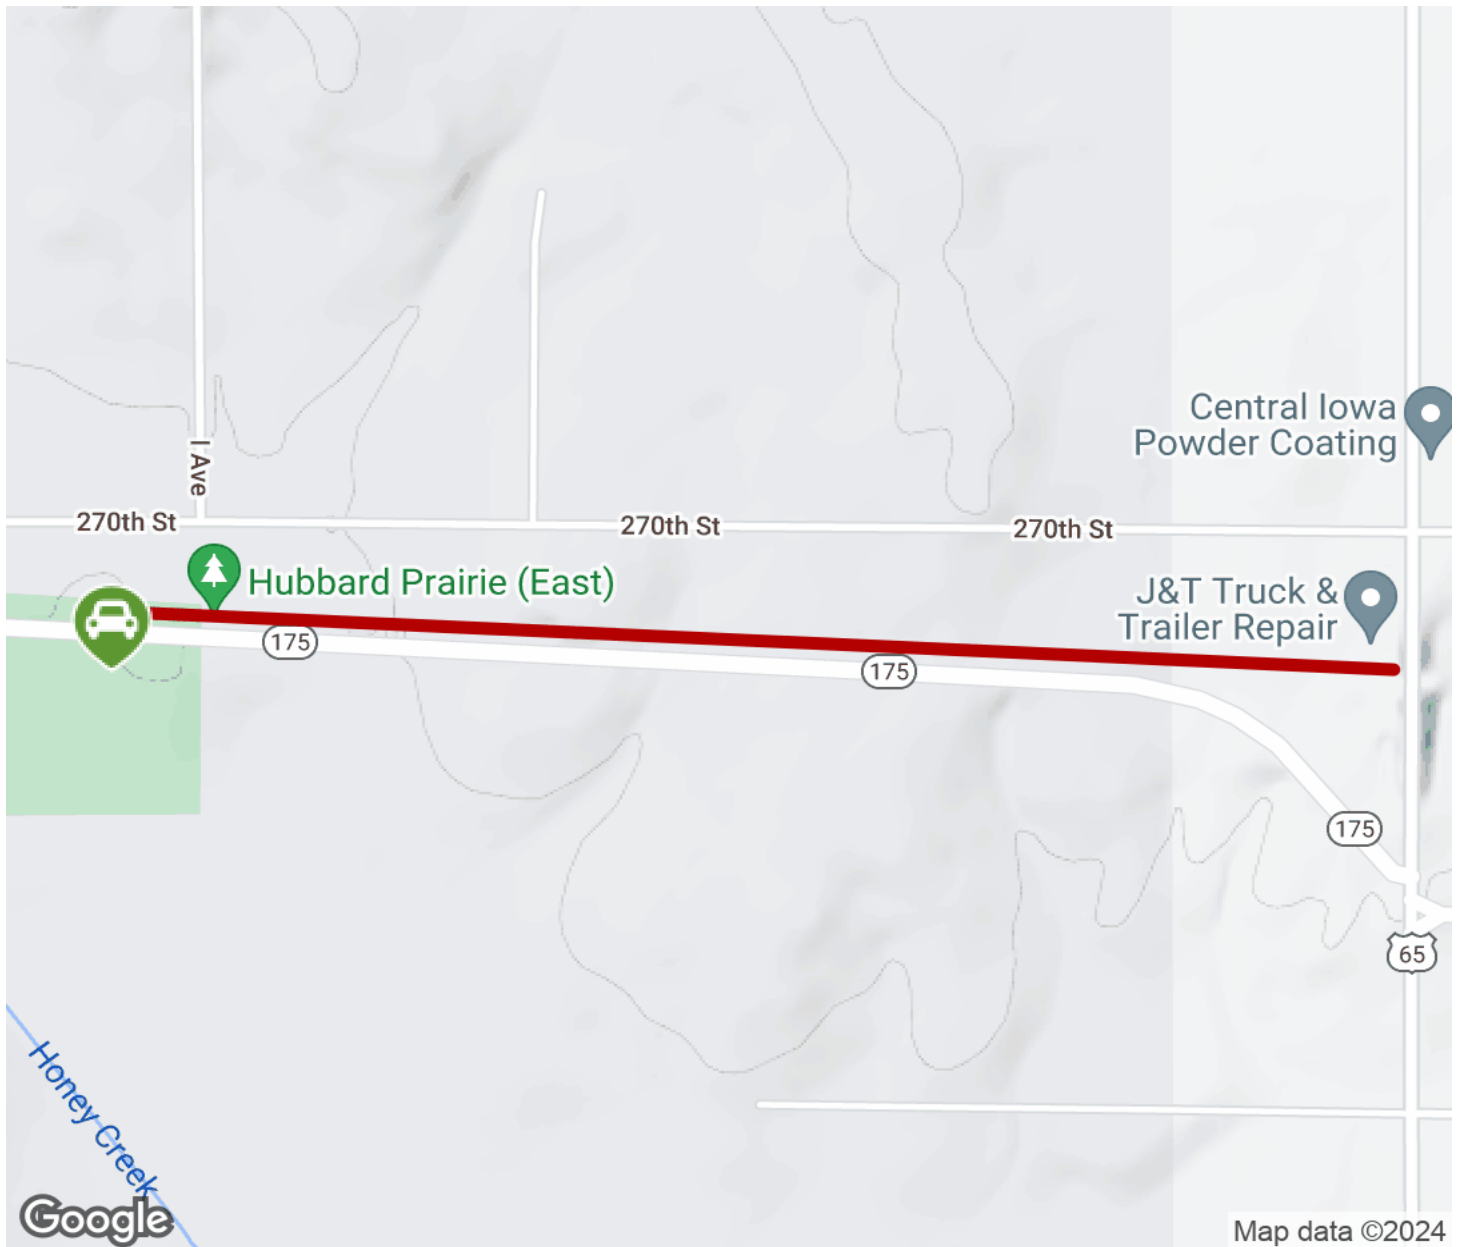 Central Iowa
Powder Coating
I Ave
270th St
270th St
270th St
Hubbard Prairie (East)
J&T Truck &
Trailer Repair
175
175
175
65
Honey Creek
Google
Map data ©2024